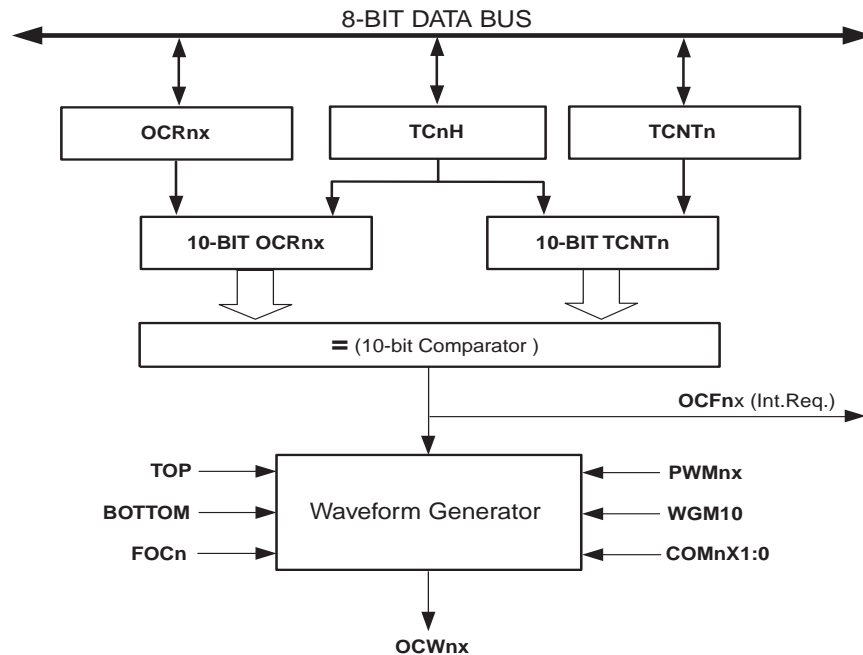 8-BIT DATA BUS
OCRnx
TCnH
TCNTn
10-BIT OCRnx
10-BIT TCNTn
= (10-bit Comparator )
OCFnx (Int.Req.)
TOP
BOTTOM
FOCn
Waveform Generator
PWMnx
WGM10
COMnX1:0
OCWnx